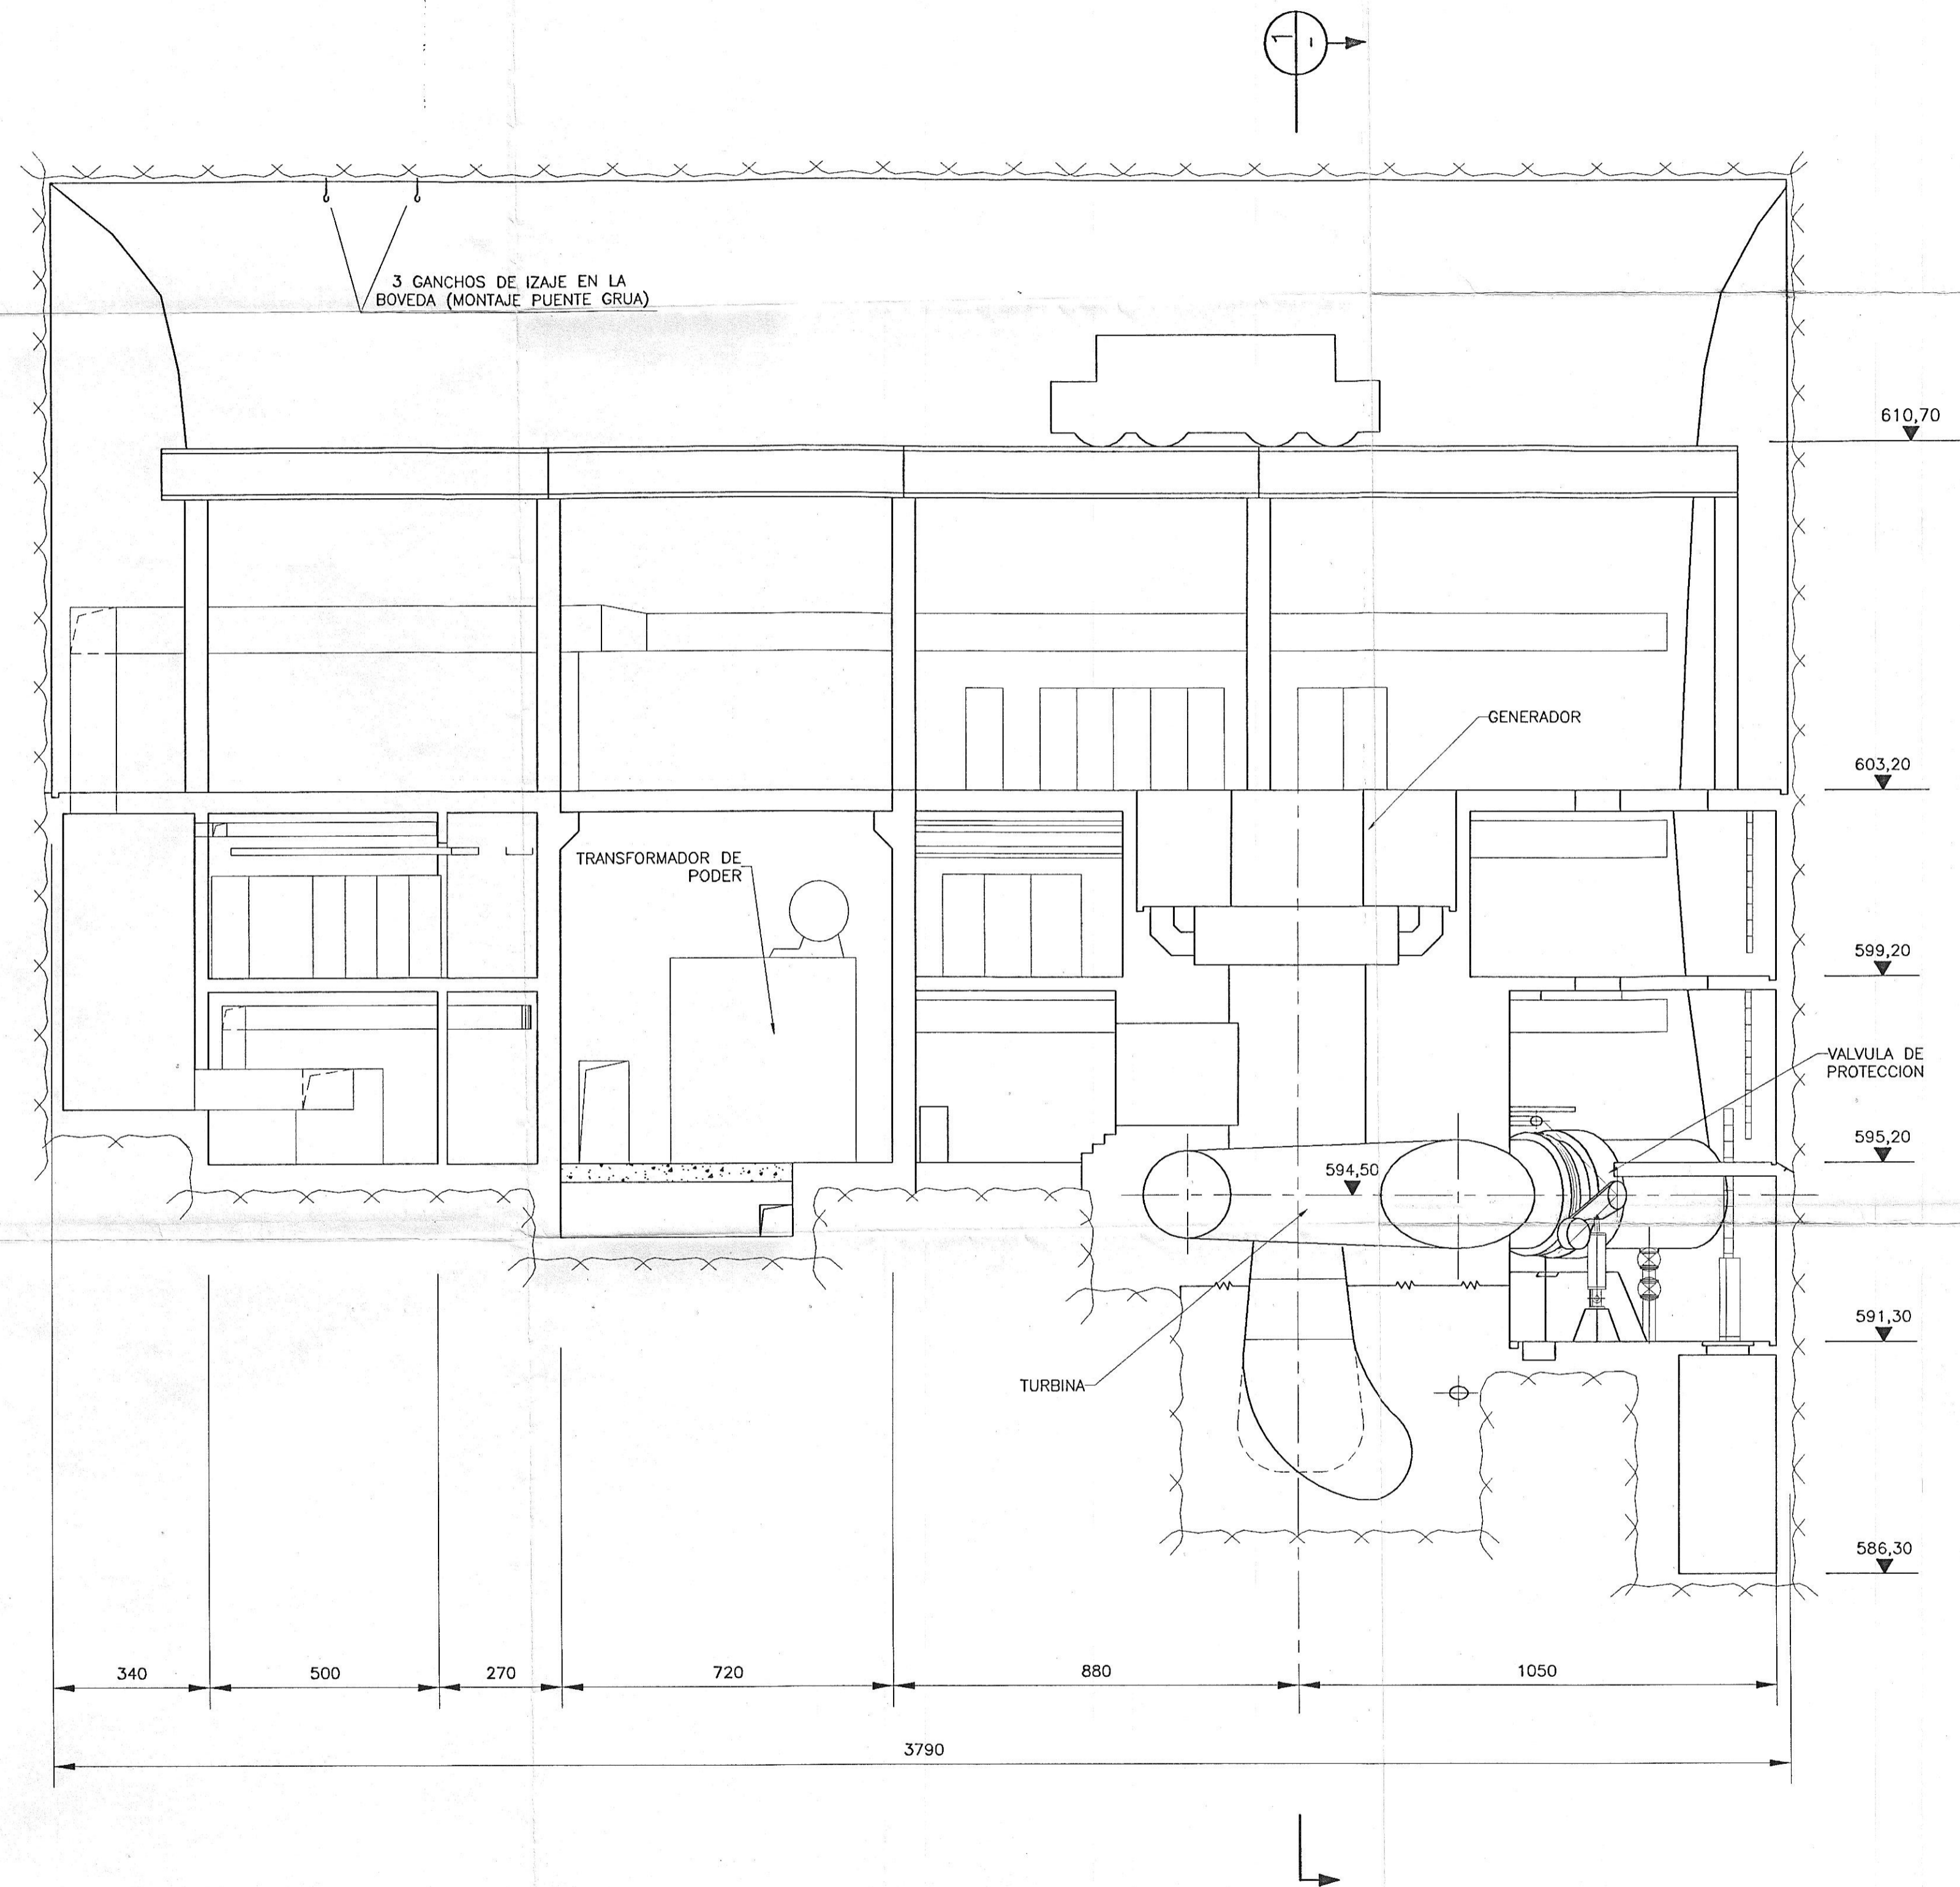 1
-
3 GANCHOS DE IZAJE EN LA
BOVEDA (MONTAJE PUENTE GRUA)
610,70
GENERADOR
603,20
TRANSFORMADOR DE
PODER
599,20
VALVULA DE
PROTECCION
595,20
594,50
591,30
TURBINA
586,30
340
500
270
720
880
1050
3790